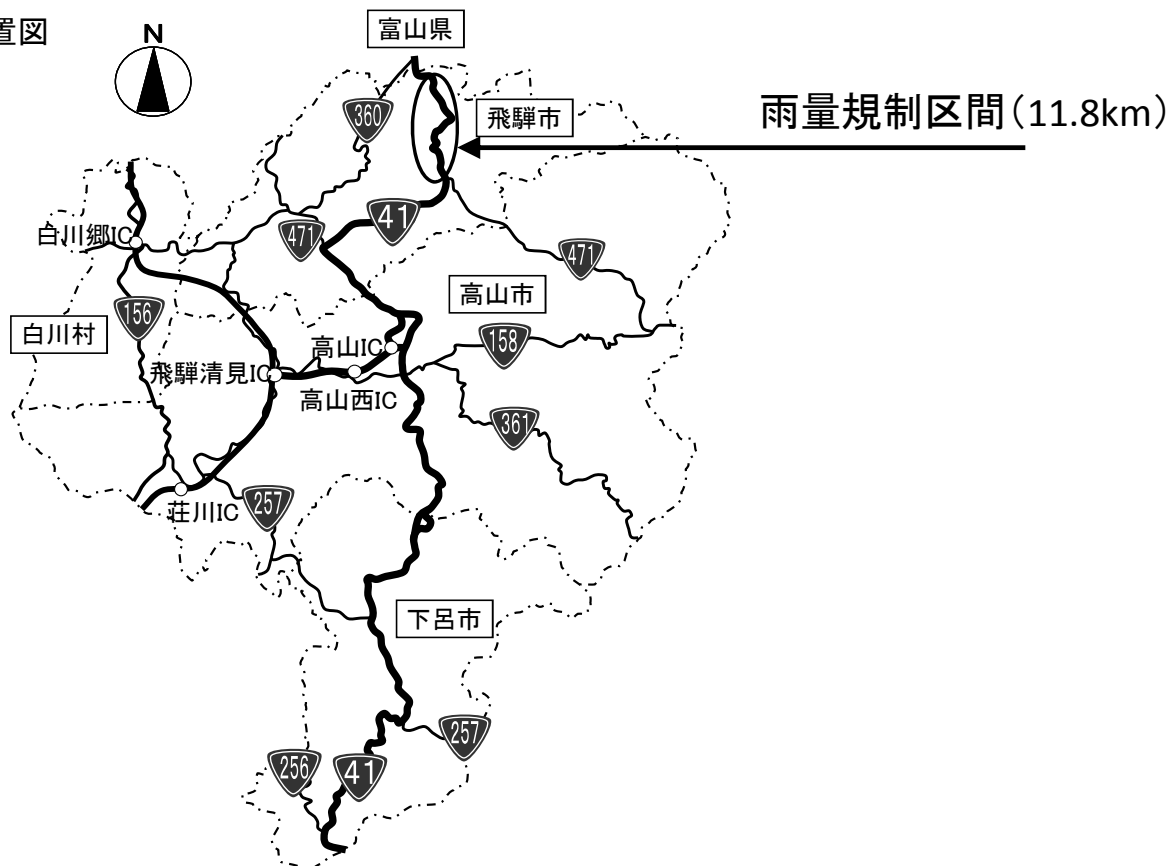 置図
N
富山県
360
飛騨市
雨量規制区間(11.8km)
41
471
白川郷IC
471
高山市
156
158
白川村
高山IC
飛騨清見IC
高山西IC
361
荘川IC
257
下呂市
257
256
41